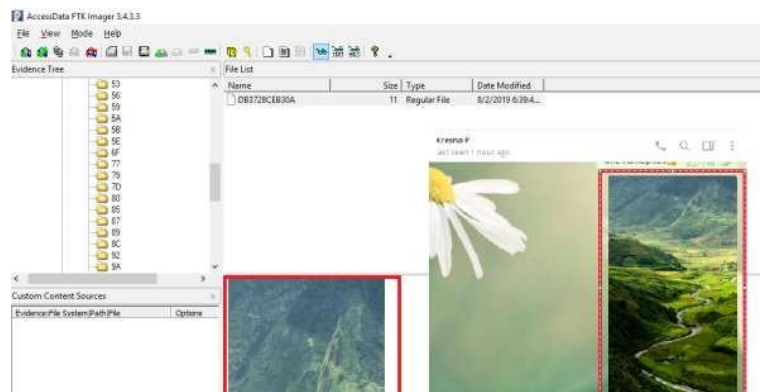 AccessData FTK Imager 3.4.3.3
File View Mode Help
Evidence Tree
File List
Name Size Type Date Modified
DB3728CEB30A 11 Regular File 8/2/2019 6:39:4...
53
56
59
5A
5B
5E
6F
77
79
7D
80
85
87
89
8C
92
9A
Kresna P
last seen 1 hour ago
Custom Content Sources
Evidence:File System|Path|File Options